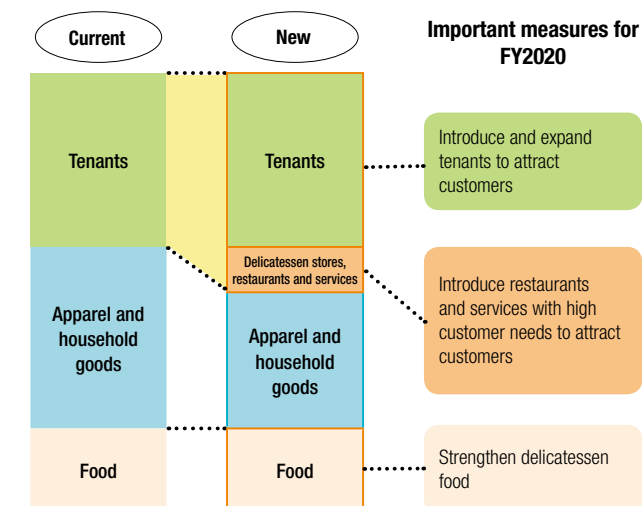 Current
New
Important measures for
FY2020
Tenants
Tenants
Introduce and expand
tenants to attract
customers
Delicatessen stores,
restaurants and services
Apparel and
household
goods
Apparel and
household
goods
Introduce restaurants
and services with high
customer needs to attract
customers
Food
Food
Strengthen delicatessen
food